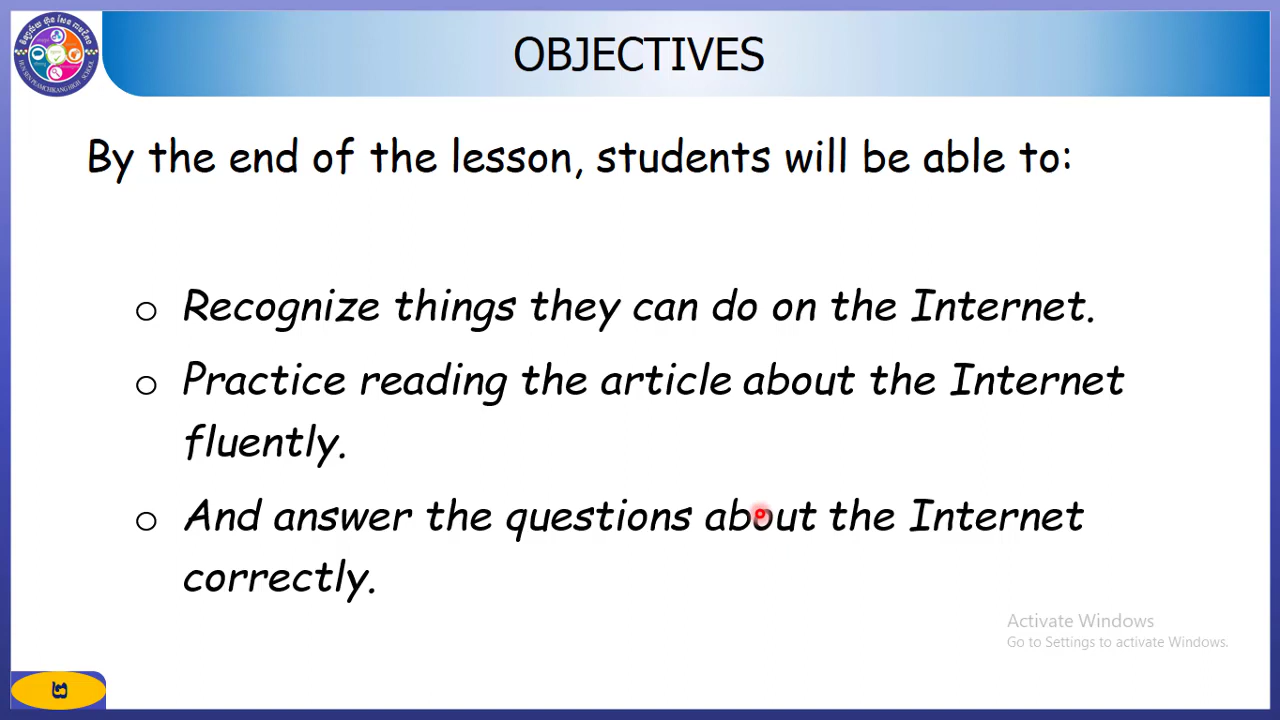 OBJECTIVES
By the end of the lesson, students will be able to:
o Recognize things they can do on the Internet.
o Practice reading the article about the Internet
fluently.
o And answer the questions about the Internet
correctly.
Activate Windows
Go to Settings to activate Windows.
២